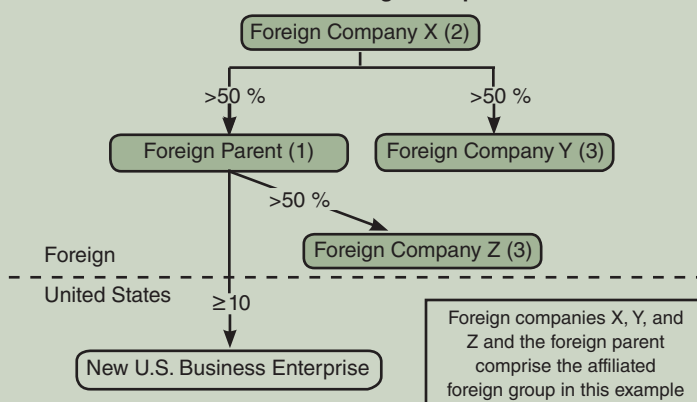 Foreign Company X (2)
>50 %
>50 %
Foreign Parent (1)
Foreign Company Y (3)
>50 %
Foreign Company Z (3)
Foreign
United States
≥10
New U.S. Business Enterprise
Foreign companies X, Y, and
Z and the foreign parent
comprise the affiliated
foreign group in this example